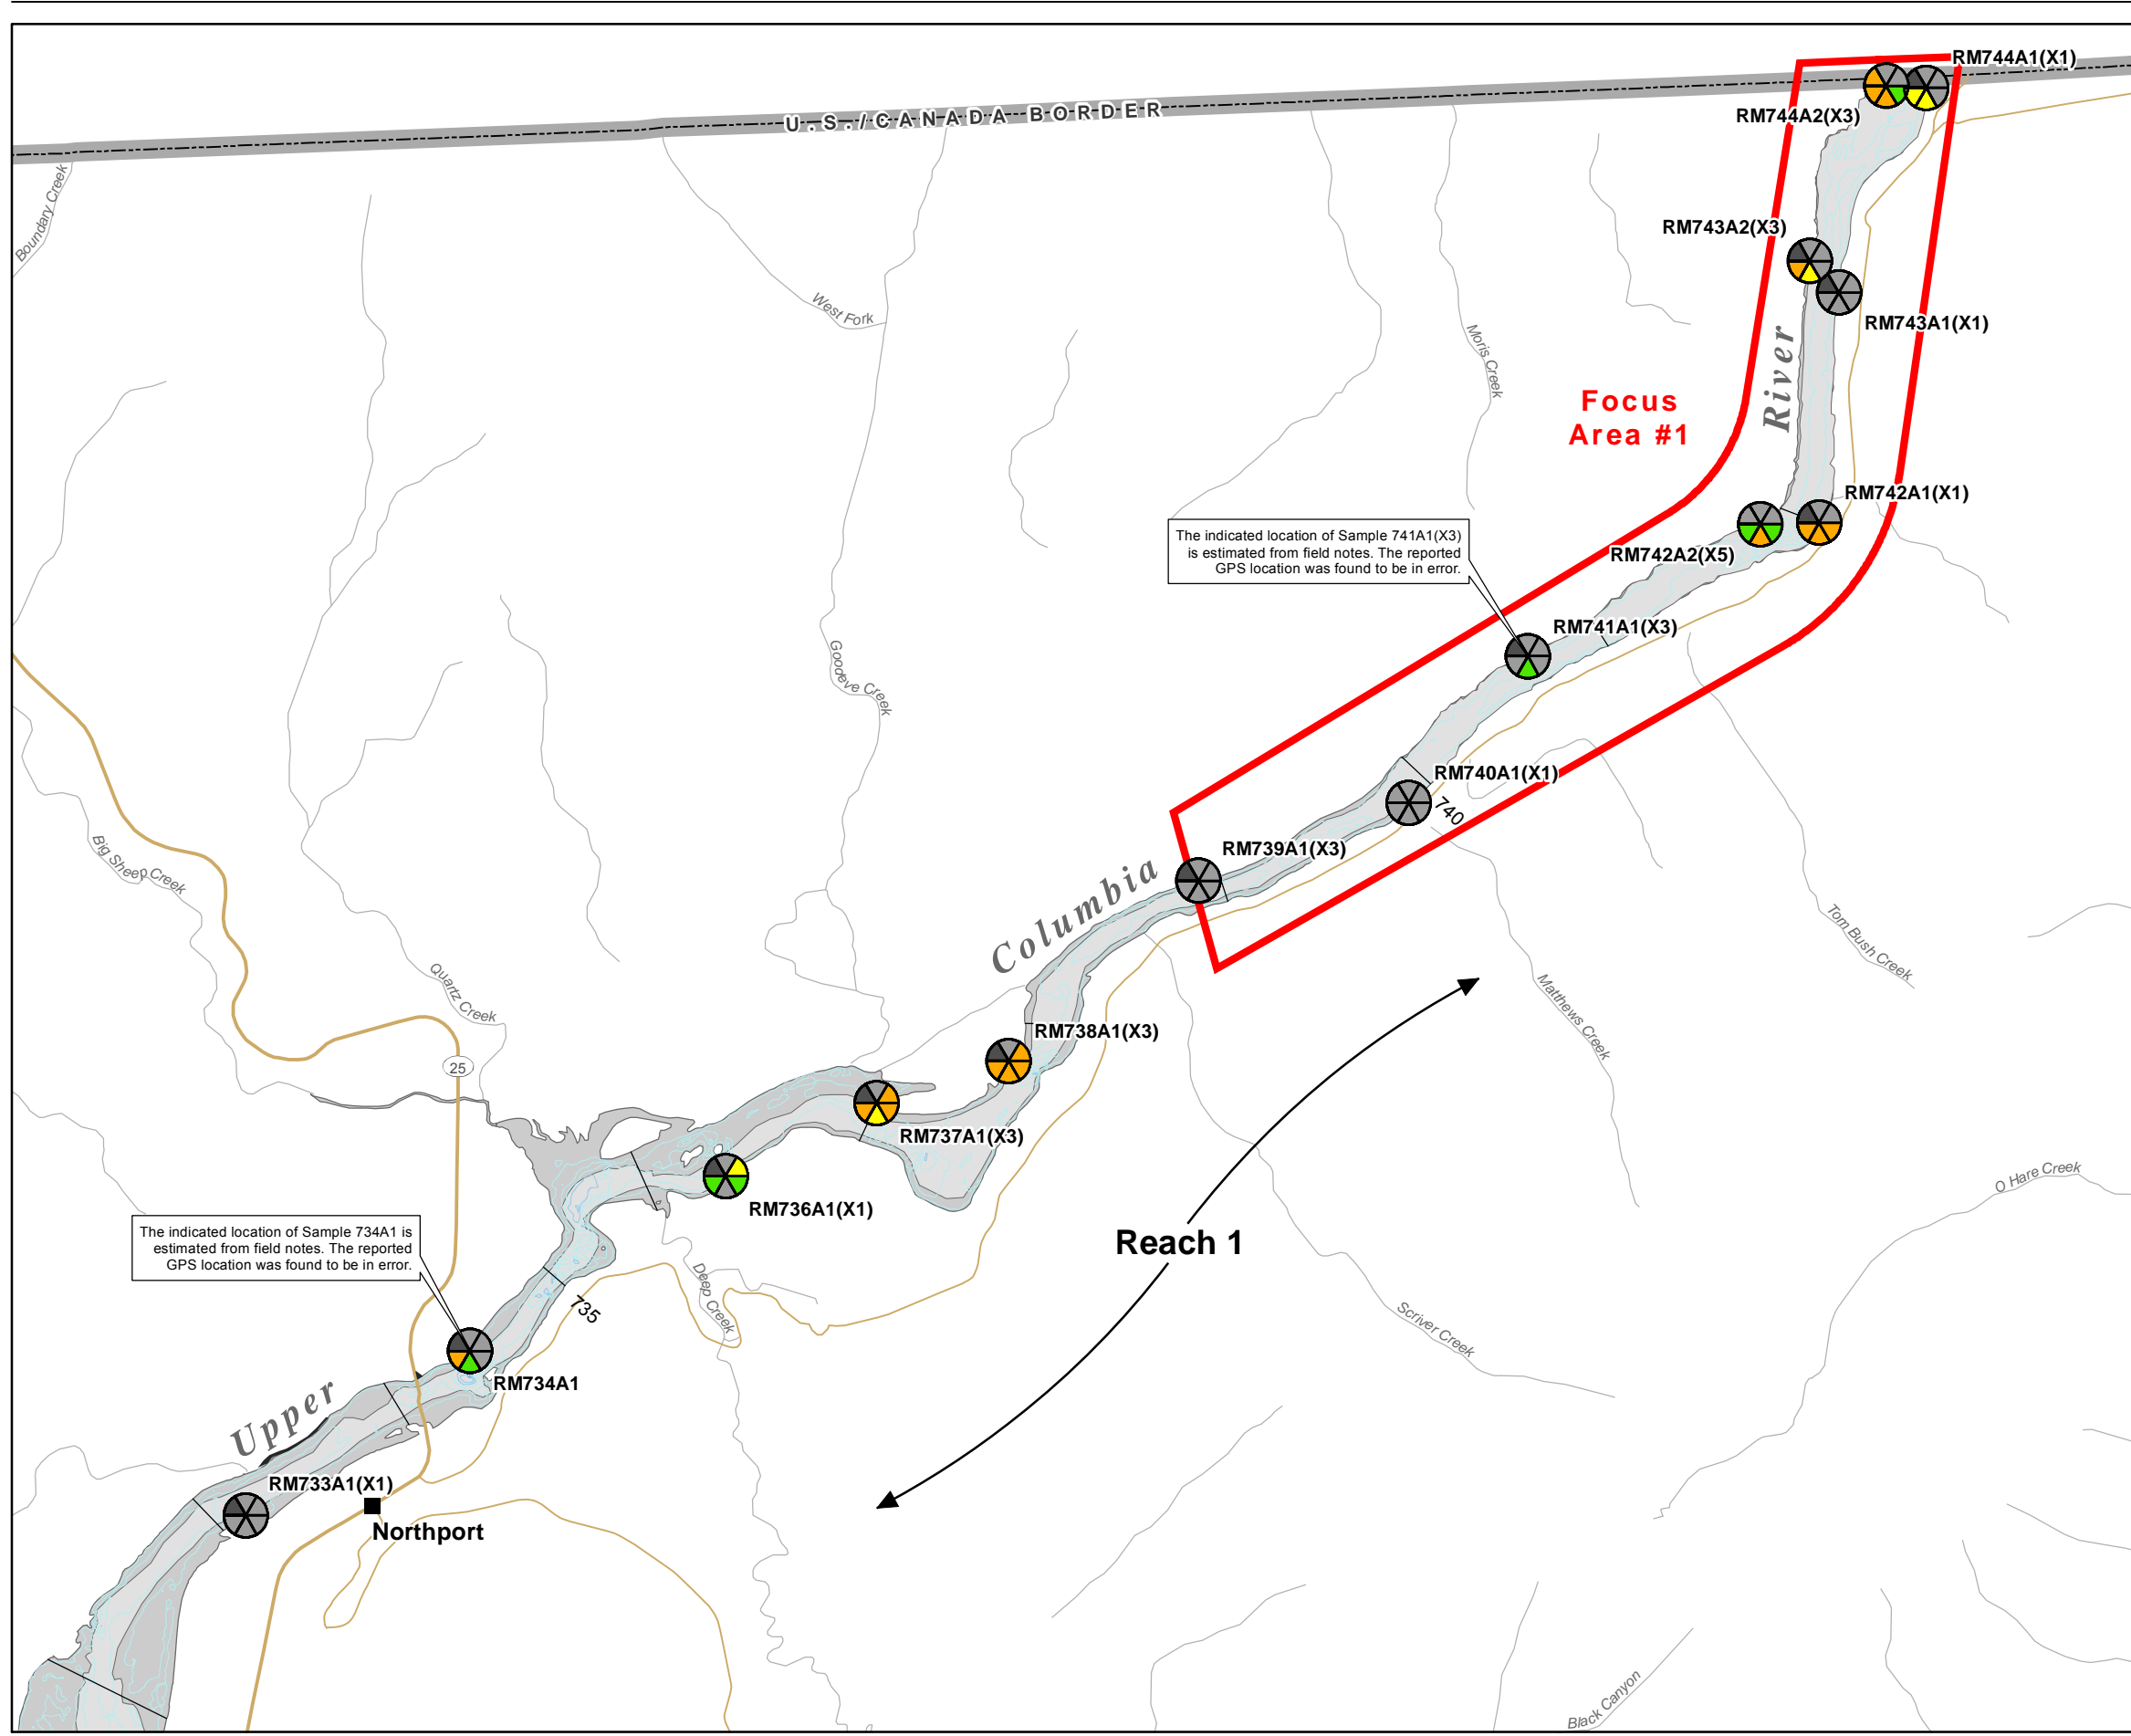 RM744A1(X1)
U.S./CANADA BORDER
RM744A2(X3)
Boundary Creek
RM743A2(X3)
West Fork
RM743A1(X1)
Moris Creek
River
Focus
Area #1
RM742A1(X1)
The indicated location of Sample 741A1(X3)
is estimated from field notes. The reported
GPS location was found to be in error.
RM742A2(X5)
RM741A1(X3)
Goodeve Creek
RM740A1(X1)
740
RM739A1(X3)
Big Sheep Creek
Columbia
Tom Bush Creek
Quartz Creek
Matthews Creek
RM738A1(X3)
25
RM737A1(X3)
O Hare Creek
RM736A1(X1)
The indicated location of Sample 734A1 is
estimated from field notes. The reported
GPS location was found to be in error.
Reach 1
Deep Creek
735
Scriver Creek
RM734A1
Upper
RM733A1(X1)
Northport
Black Canyon